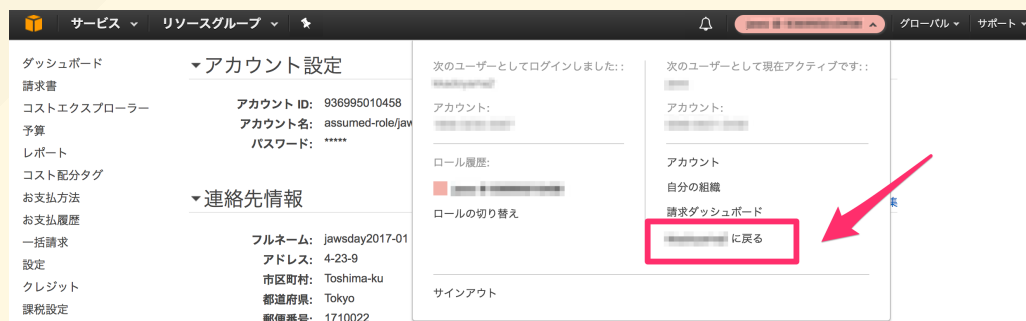 サービス リソースグループ グローバル サポート
ダッシュボード
請求書
コストエクスプローラー
予算
レポート
コスト配分タグ
お支払方法
お支払履歴
一括請求
設定
クレジット
課税設定
アカウント設定
アカウント ID: 936995010458
アカウント名: assumed-role/jaw
パスワード: *****
連絡先情報
フルネーム: jawsday2017-01
アドレス: 4-23-9
市区町村: Toshima-ku
都道府県: Tokyo
郵便番号: 1710022
次のユーザーとしてログインしました: :
アカウント:
ロール履歴:
ロールの切り替え
次のユーザーとして現在アクティブです: :
アカウント:
アカウント
自分の組織
請求ダッシュボード
に戻る
サインアウト
集